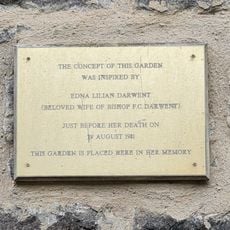 THE CONCEPT OF THIS GARDEN
WAS INSPIRED BY
EDNA LILIAN DARWENT
(BELOVED WIFE OF BISHOP F.C. DARWENT)
JUST BEFORE HER DEATH ON
19 AUGUST 1981
THIS GARDEN IS PLACED HERE IN HER MEMORY